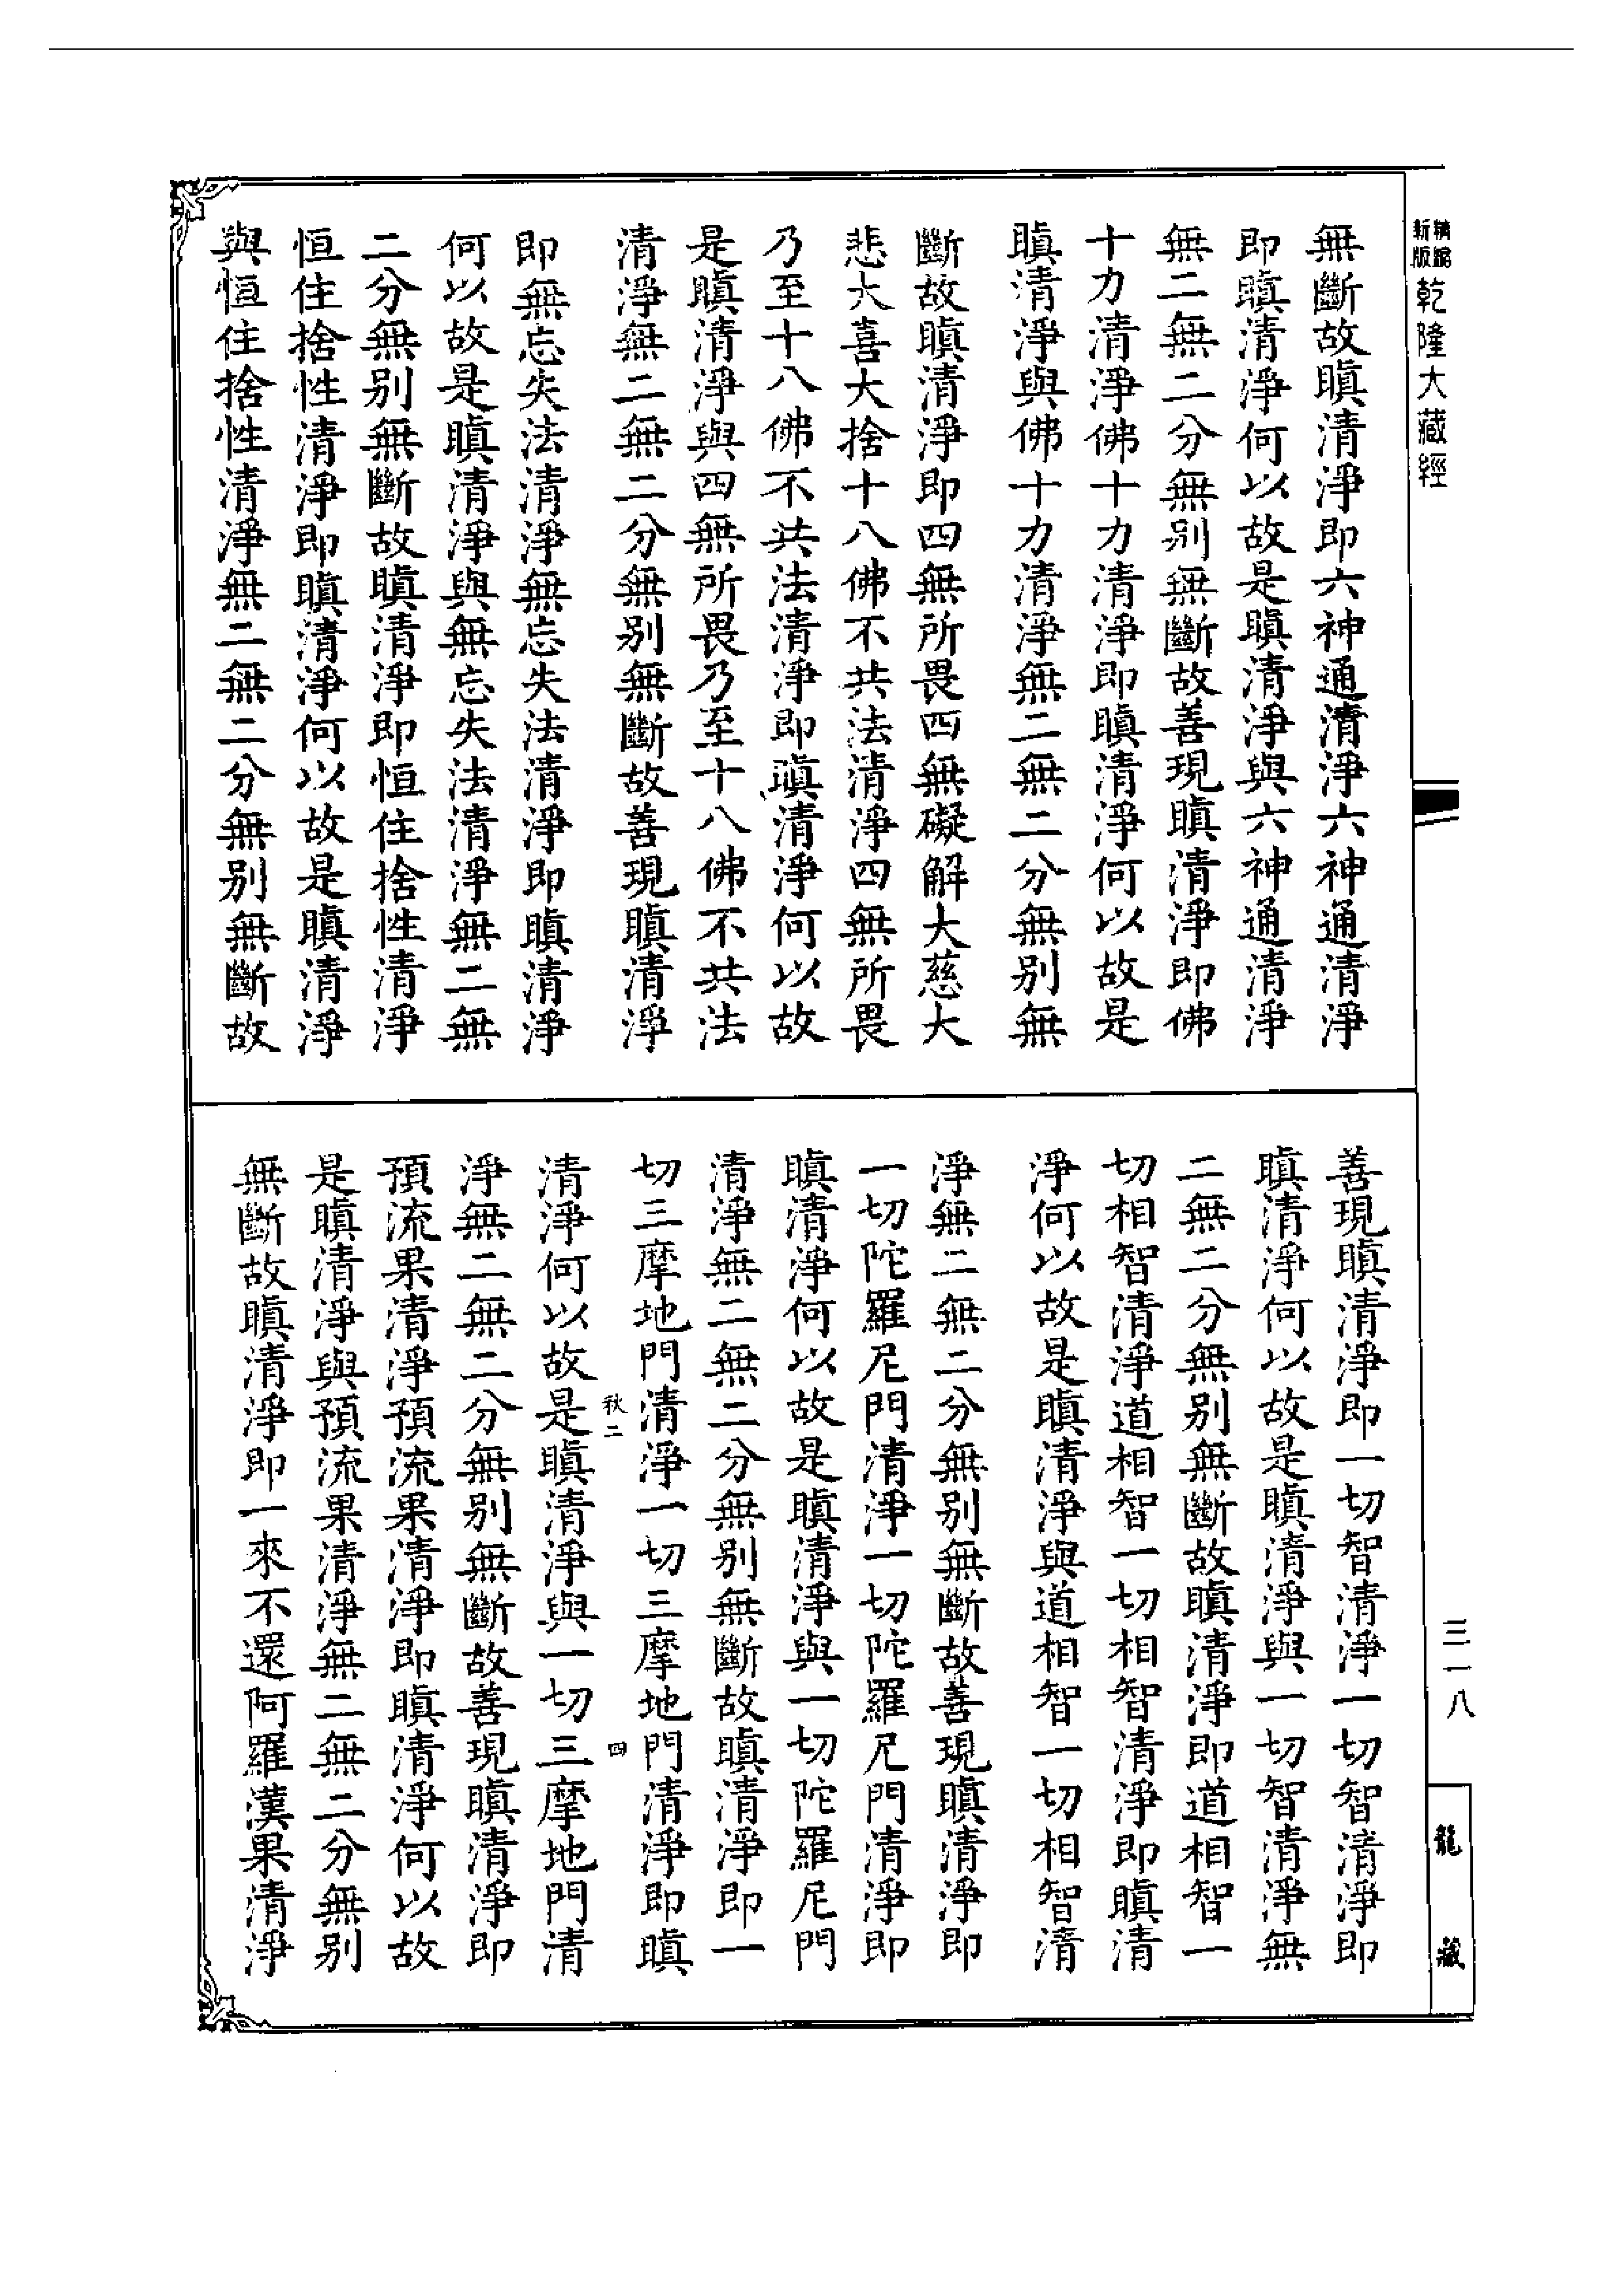 精縮新版乾隆大藏經
無斷故瞋清淨即六神通清淨六神通清淨
即瞋清淨何以故是瞋清淨與六神通清淨
無二無二分無别無斷故善現瞋清淨即佛
十力清淨佛十力清淨即瞋清淨何以故是
瞋清淨與佛十力清淨無二無二分無别無
斷故瞋清淨即四無所畏四無礙解大慈大
悲大喜大捨十八佛不共法清淨四無所畏
乃至十八佛不共法清淨即瞋清淨何以故
是瞋清淨與四無所畏乃至十八佛不共法
清淨無二無二分無别無斷故善現瞋清淨
即無忘失法清淨無忘失法清淨即瞋清淨
何以故是瞋清淨與無忘失法清淨無二無
二分無别無斷故瞋清淨即恒住捨性清淨
恒住捨性清淨即瞋清淨何以故是瞋清淨
與恒住捨性清淨無二無二分無别無斷故
善現瞋清淨即一切智清淨一切智清淨即
瞋清淨何以故是瞋清淨與一切智清淨無
二無二分無别無斷故瞋清淨即道相智一
切相智清淨道相智一切相智清淨即瞋清
淨何以故是瞋清淨與道相智一切相智清
淨無二無二分無别無斷故善現瞋清淨即
一切陀羅尼門清淨一切陀羅尼門清淨即
瞋清淨何以故是瞋清淨與一切陀羅尼門
清淨無二無二分無别無斷故瞋清淨即一
切三摩地門清淨一切三摩地門清淨即瞋
秋二 四
清淨何以故是瞋清淨與一切三摩地門清
淨無二無二分無别無斷故善現瞋清淨即
預流果清淨預流果清淨即瞋清淨何以故
是瞋清淨與預流果清淨無二無二分無别
無斷故瞋清淨即一來不還阿羅漢果清淨
三一八
龍藏